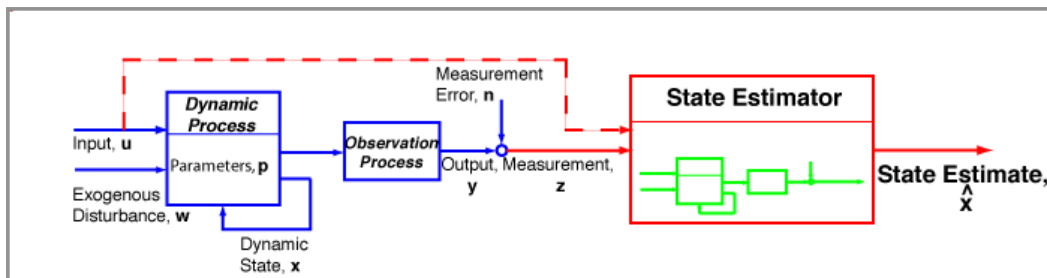 Measurement
Error, n
Dynamic
Process
State Estimator
Input, u
Parameters, p
Observation
Process
Output, Measurement,
y
z
Exogenous
Disturbance, w
State Estimate,
x̂
Dynamic
State, x